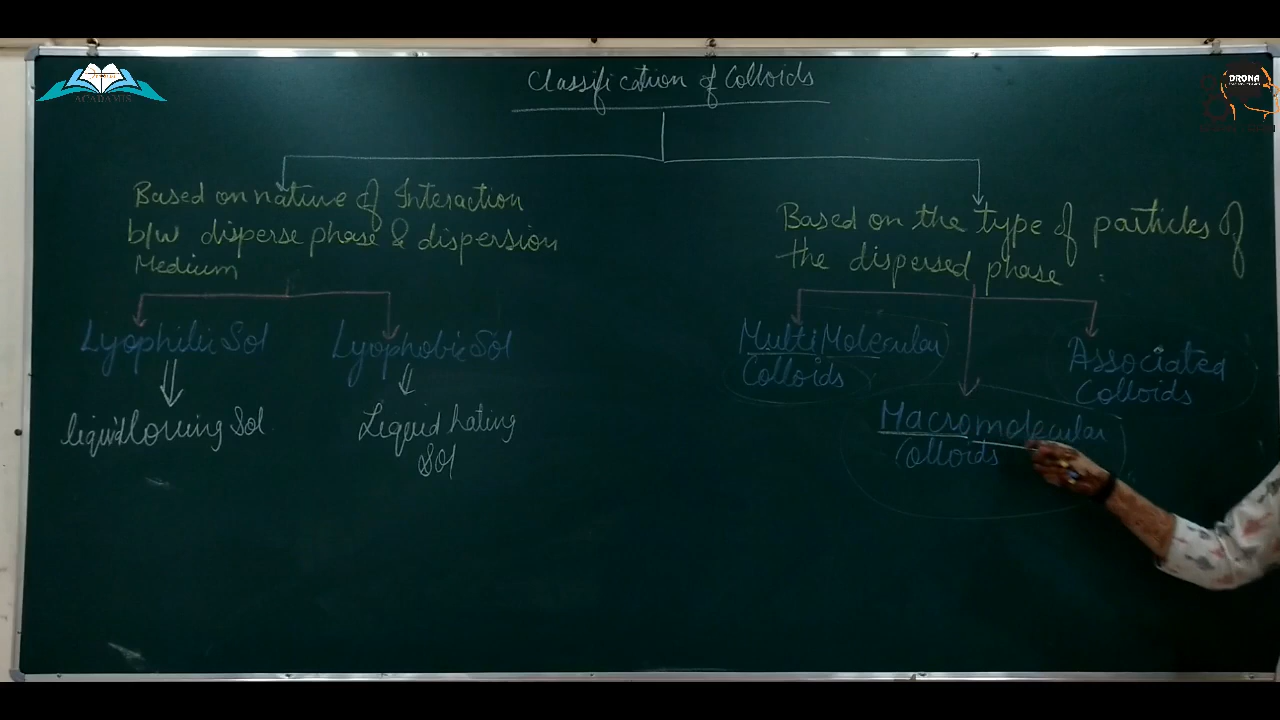 Classification of Colloids
ACADAMIS
DRONA
Based on nature of Interaction
b/w disperse phase & dispersion
Medium
Based on the type of particles of
the dispersed phase
Lyophilic Sol
Lyophobic Sol
Multi Molecular
Colloids
Associated
Colloids
liquid loving Sol
Liquid hating
Sol
Macromolecular
Colloids